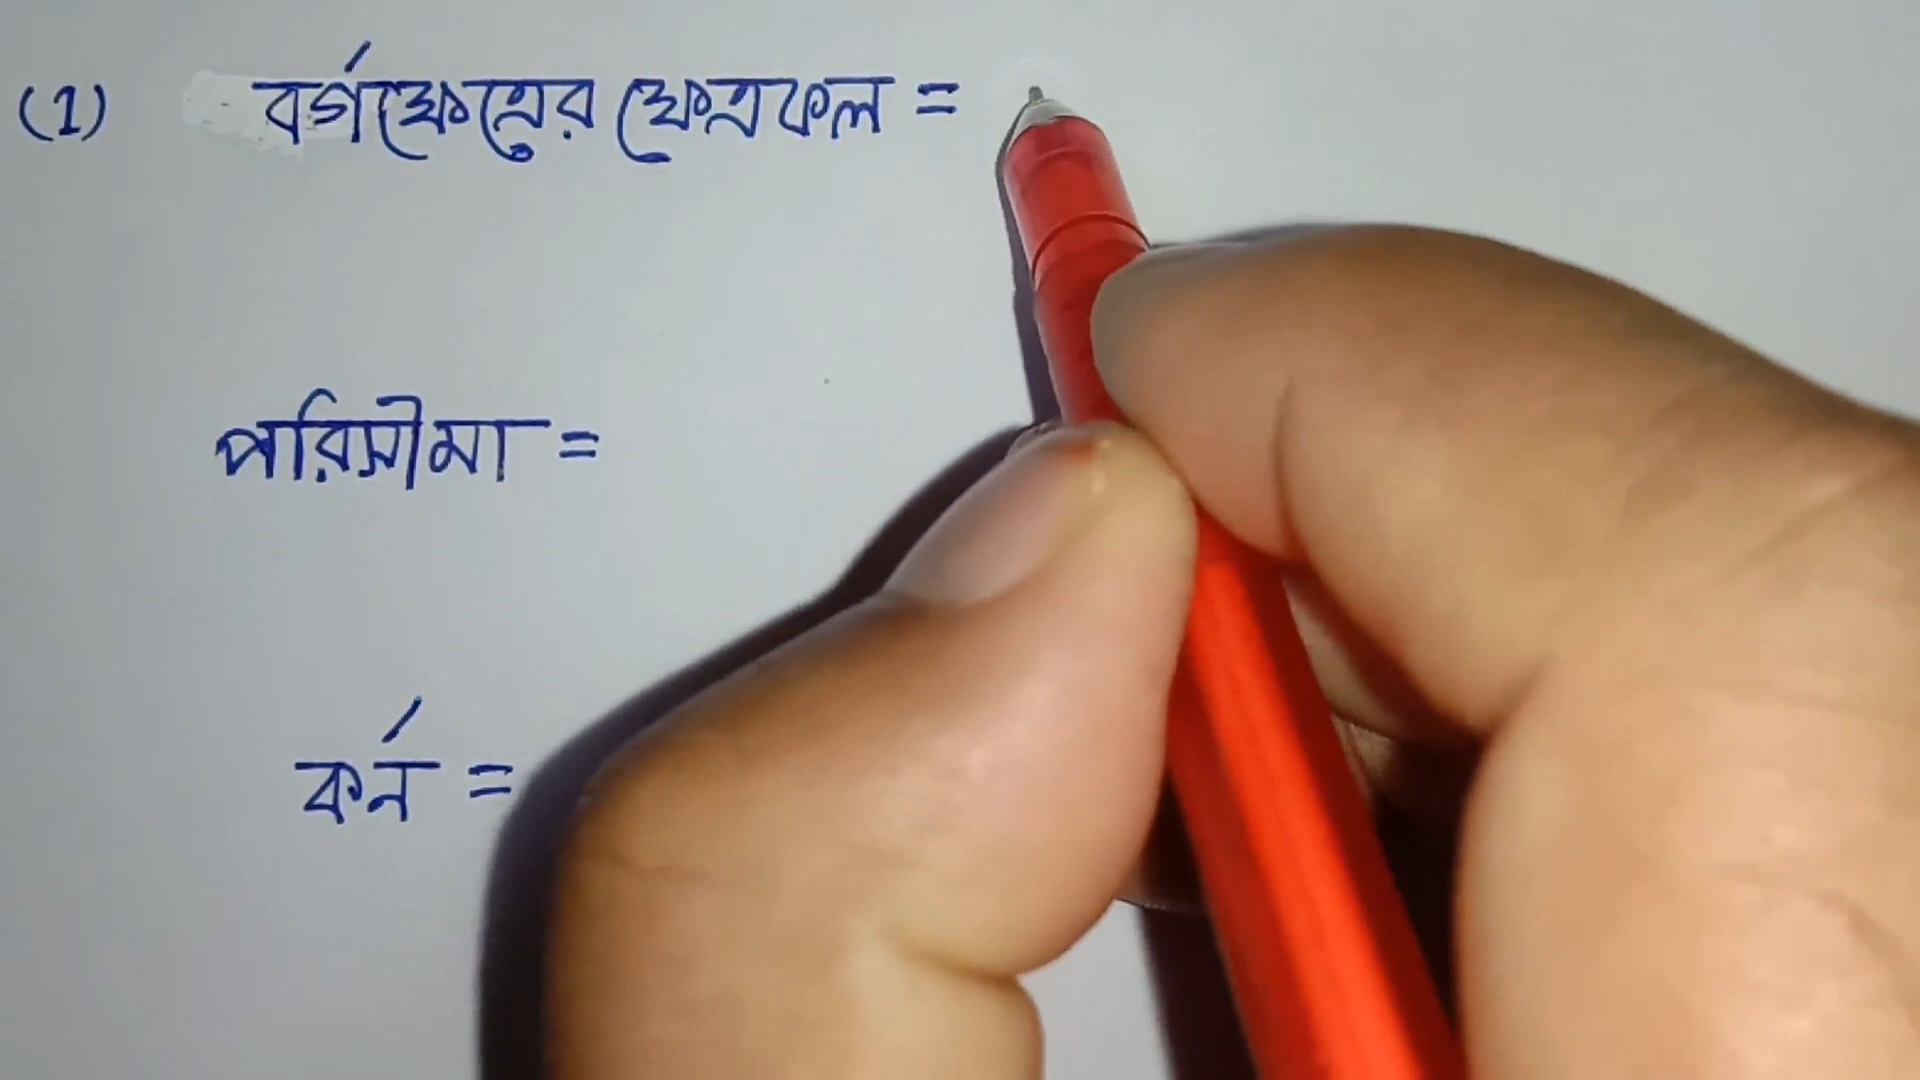 (1) বর্গক্ষেত্রের ক্ষেত্রফল =
পরিসীমা =
কর্ন =